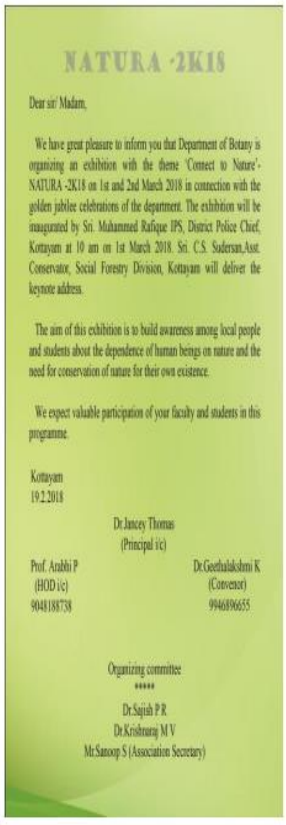 NATURA -2K18
Dear sir/ Madam,
We have great pleasure to inform you that Department of Botany is
organizing an exhibition with the theme 'Connect to Nature'-
NATURA -2K18 on 1st and 2nd March 2018 in connection with the
golden jubilee celebrations of the department. The exhibition will be
inaugurated by Sri. Muhammed Rafique IPS, District Police Chief,
Kottayam at 10 am on 1st March 2018. Sri. C.S. Sudersan,Asst.
Conservator, Social Forestry Division, Kottayam will deliver the
keynote address.
The aim of this exhibition is to build awareness among local people
and students about the dependence of human beings on nature and the
need for conservation of nature for their own existence.
We expect valuable participation of your faculty and students in this
programme.
Kottayam
19.2.2018
Dr.Jancey Thomas
(Principal i/c)
Prof. Arabhi P
(HOD i/c)
9048188738
Dr.Geethalakshmi K
(Convenor)
9946896655
Organizing committee
*****
Dr.Sajish P R
Dr.Krishnaraj M V
Mr.Sanoop S (Association Secretary)